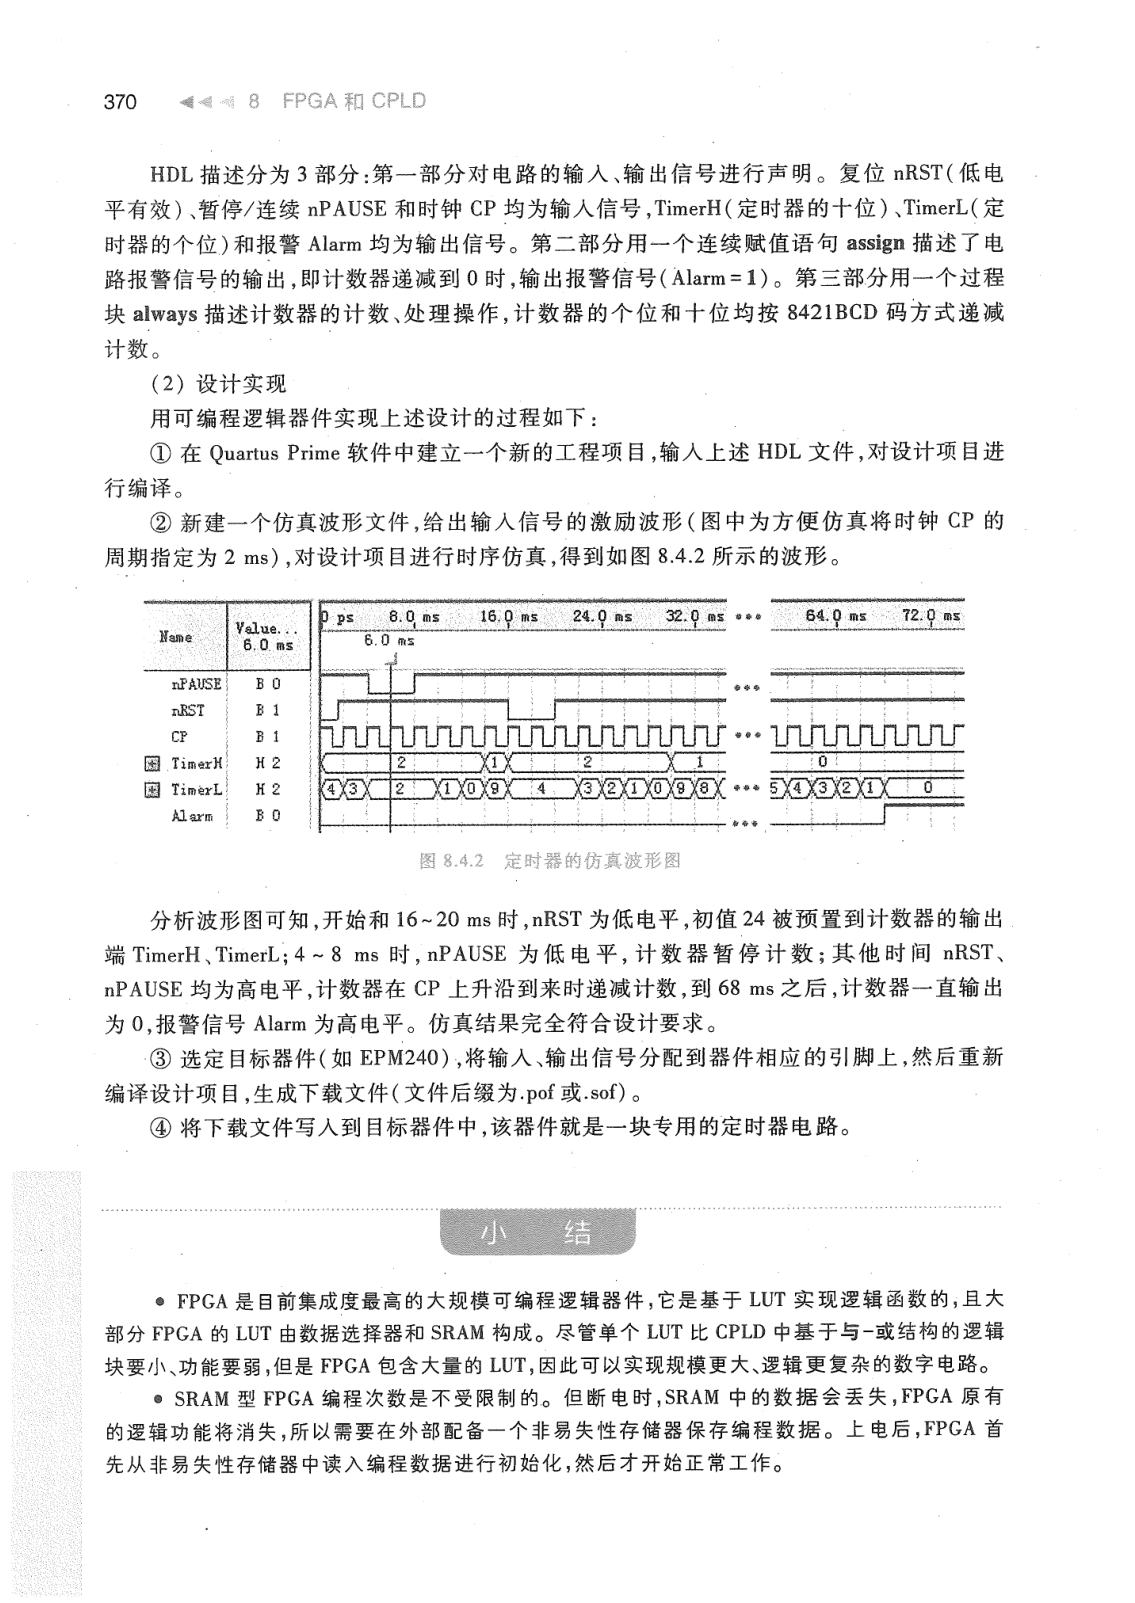 370 8 FPGA 和 CPLD
HDL 描述分为 3 部分:第一部分对电路的输入、输出信号进行声明。复位 nRST(低电
平有效)、暂停/连续 nPAUSE 和时钟 CP 均为输入信号,TimerH(定时器的十位)、TimerL(定
时器的个位)和报警 Alarm 均为输出信号。第二部分用一个连续赋值语句 assign 描述了电
路报警信号的输出,即计数器递减到 0 时,输出报警信号(Alarm=1)。第三部分用一个过程
块 always 描述计数器的计数、处理操作,计数器的个位和十位均按 8421BCD 码方式递减
计数。
(2) 设计实现
用可编程逻辑器件实现上述设计的过程如下:
① 在 Quartus Prime 软件中建立一个新的工程项目,输入上述 HDL 文件,对设计项目进
行编译。
② 新建一个仿真波形文件,给出输入信号的激励波形(图中为方便仿真将时钟 CP 的
周期指定为 2 ms),对设计项目进行时序仿真,得到如图 8.4.2 所示的波形。
Name Value... 6.0 ms 0 ps 8.0 ms 16.0 ms 24.0 ms 32.0 ms 64.0 ms 72.0 ms
6.0 ms
nPAUSE B 0
nRST B 1
CP B 1
TimerH H 2 2 1 2 1 0
TimerL H 2 4 3 2 1 0 9 4 3 2 1 0 9 8 5 4 3 2 1 0
Alarm B 0
图 8.4.2 定时器的仿真波形图
分析波形图可知,开始和 16~20 ms 时,nRST 为低电平,初值 24 被预置到计数器的输出
端 TimerH、TimerL;4 ~ 8 ms 时,nPAUSE 为低电平,计数器暂停计数;其他时间 nRST、
nPAUSE 均为高电平,计数器在 CP 上升沿到来时递减计数,到 68 ms 之后,计数器一直输出
为 0,报警信号 Alarm 为高电平。仿真结果完全符合设计要求。
③ 选定目标器件(如 EPM240),将输入、输出信号分配到器件相应的引脚上,然后重新
编译设计项目,生成下载文件(文件后缀为.pof 或.sof)。
④ 将下载文件写入到目标器件中,该器件就是一块专用的定时器电路。
小 结
● FPGA 是目前集成度最高的大规模可编程逻辑器件,它是基于 LUT 实现逻辑函数的,且大
部分 FPGA 的 LUT 由数据选择器和 SRAM 构成。尽管单个 LUT 比 CPLD 中基于与-或结构的逻辑
块要小、功能要弱,但是 FPGA 包含大量的 LUT,因此可以实现规模更大、逻辑更复杂的数字电路。
● SRAM 型 FPGA 编程次数是不受限制的。但断电时,SRAM 中的数据会丢失,FPGA 原有
的逻辑功能将消失,所以需要在外部配备一个非易失性存储器保存编程数据。上电后,FPGA 首
先从非易失性存储器中读入编程数据进行初始化,然后才开始正常工作。